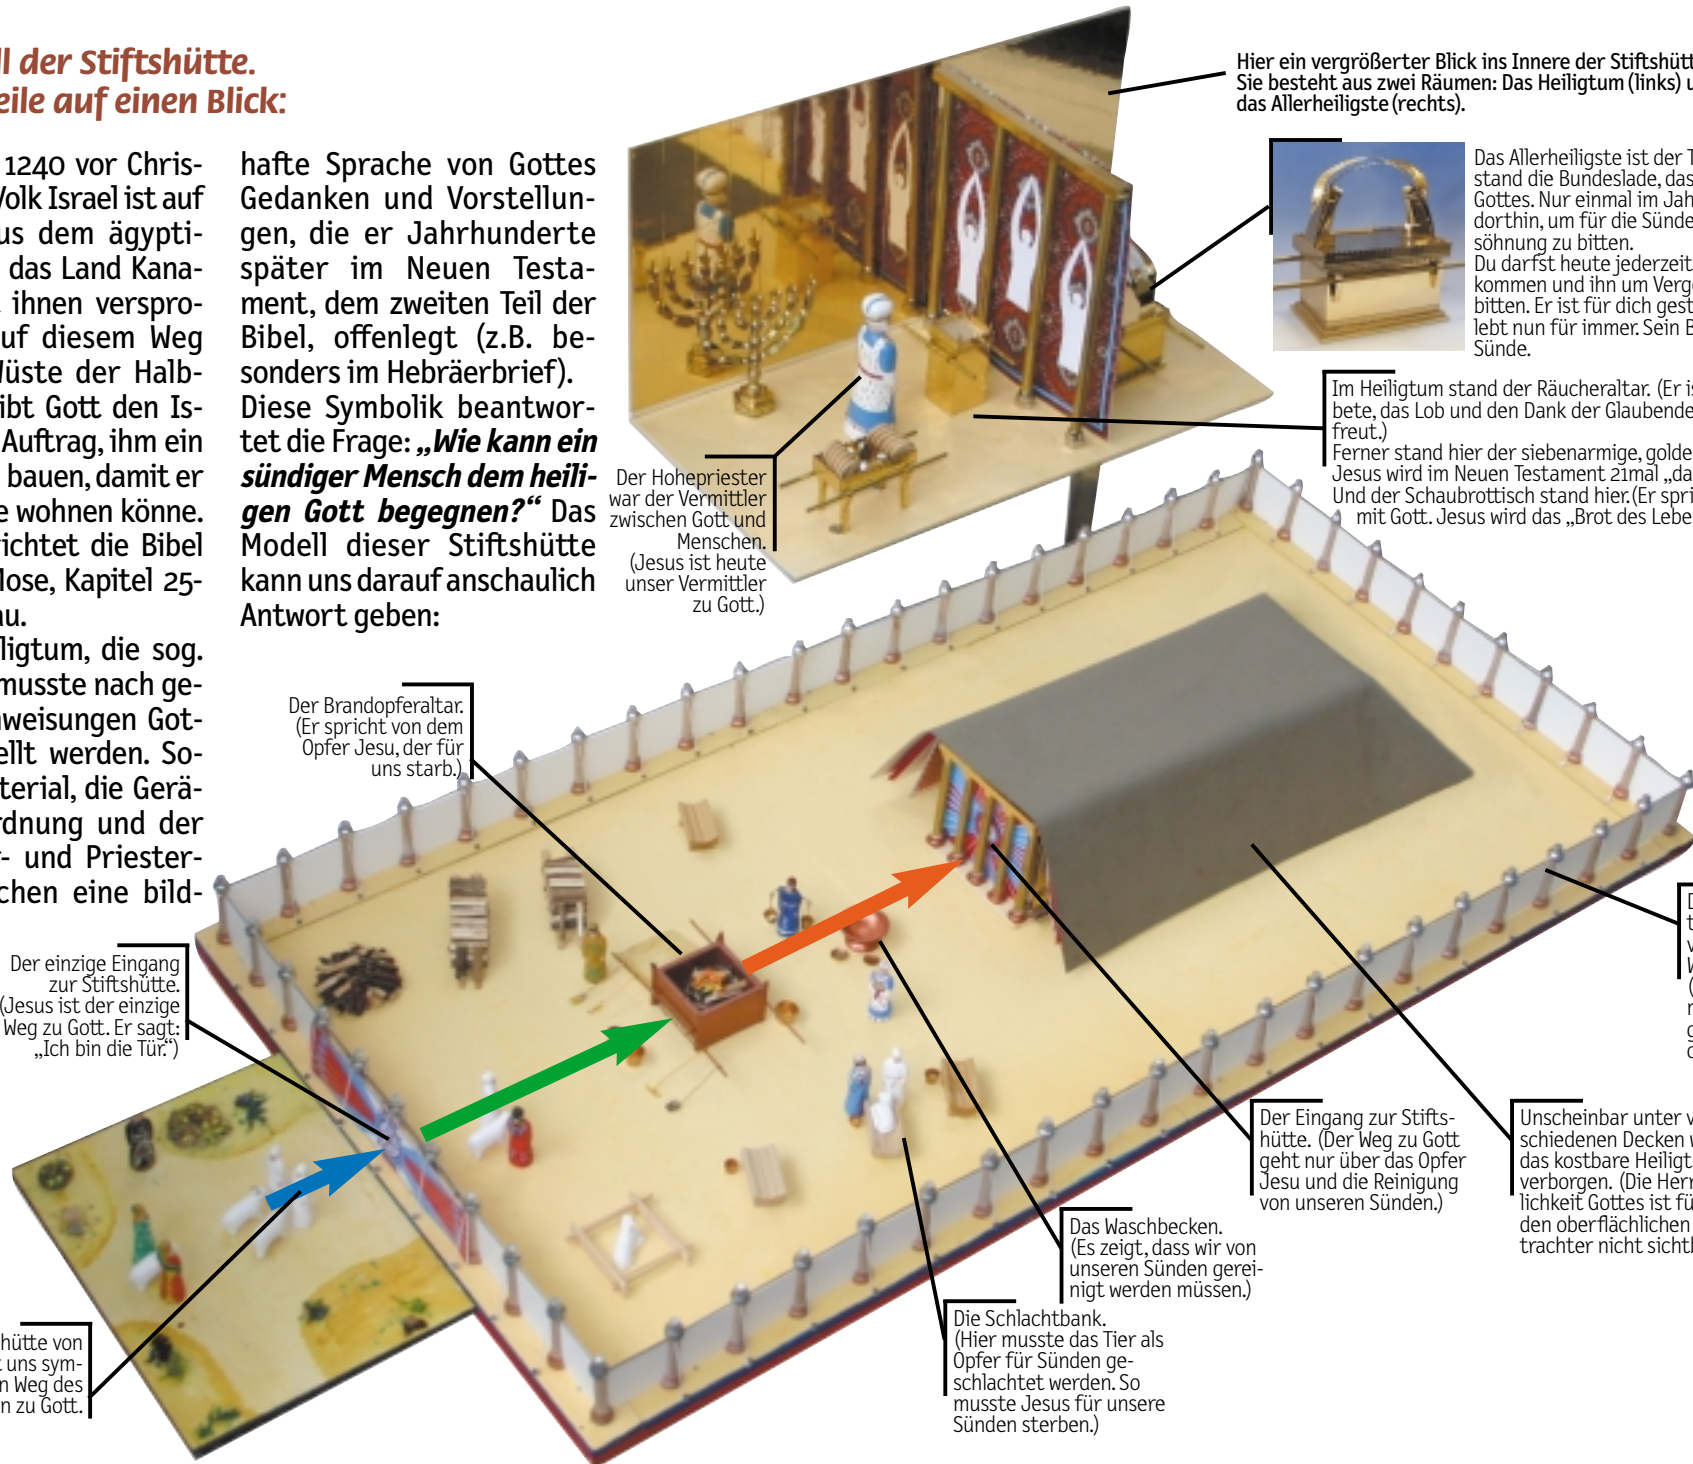 ll der Stiftshütte.
eile auf einen Blick:
1240 vor Chris-
Volk Israel ist auf
us dem ägypti-
das Land Kana-
ihnen verspro-
uf diesem Weg
üste der Halb-
ibt Gott den Is-
Auftrag, ihm ein
bauen, damit er
e wohnen könne.
ichtet die Bibel
Mose, Kapitel 25-
au.
ligtum, die sog.
musste nach ge-
nweisungen Got-
ellt werden. So-
terial, die Gerä-
rdnung und der
r- und Priester-
chen eine bild-
hafte Sprache von Gottes
Gedanken und Vorstellun-
gen, die er Jahrhunderte
später im Neuen Testa-
ment, dem zweiten Teil der
Bibel, offenlegt (z.B. be-
sonders im Hebräerbrief).
Diese Symbolik beantwor-
tet die Frage: „Wie kann ein
sündiger Mensch dem heili-
gen Gott begegnen?“ Das
Modell dieser Stiftshütte
kann uns darauf anschaulich
Antwort geben:
Hier ein vergrößerter Blick ins Innere der Stiftshütt
Sie besteht aus zwei Räumen: Das Heiligtum (links) u
das Allerheiligste (rechts).
Das Allerheiligste ist der T
stand die Bundeslade, das
Gottes. Nur einmal im Jah
dorthin, um für die Sünde
söhnung zu bitten.
Du darfst heute jederzeit
kommen und ihn um Verg
bitten. Er ist für dich gest
lebt nun für immer. Sein B
Sünde.
Im Heiligtum stand der Räucheraltar. (Er is
bete, das Lob und den Dank der Glaubende
freut.)
Ferner stand hier der siebenarmige, golde
Jesus wird im Neuen Testament 21mal „da
Und der Schaubrottisch stand hier. (Er spri
mit Gott. Jesus wird das „Brot des Lebe
Der Hohepriester
war der Vermittler
zwischen Gott und
Menschen.
(Jesus ist heute
unser Vermittler
zu Gott.)
Der Brandopferaltar.
(Er spricht von dem
Opfer Jesu, der für
uns starb.)
Der einzige Eingang
zur Stiftshütte.
(Jesus ist der einzige
Weg zu Gott. Er sagt:
„Ich bin die Tür.“)
hütte von
t uns sym-
n Weg des
n zu Gott.
Die Schlachtbank.
(Hier musste das Tier als
Opfer für Sünden ge-
schlachtet werden. So
musste Jesus für unsere
Sünden sterben.)
Das Waschbecken.
(Es zeigt, dass wir von
unseren Sünden gerei-
nigt werden müssen.)
Der Eingang zur Stifts-
hütte. (Der Weg zu Gott
geht nur über das Opfer
Jesu und die Reinigung
von unseren Sünden.)
Unscheinbar unter v
schiedenen Decken w
das kostbare Heiligt
verborgen. (Die Herr
lichkeit Gottes ist fü
den oberflächlichen
trachter nicht sichtb